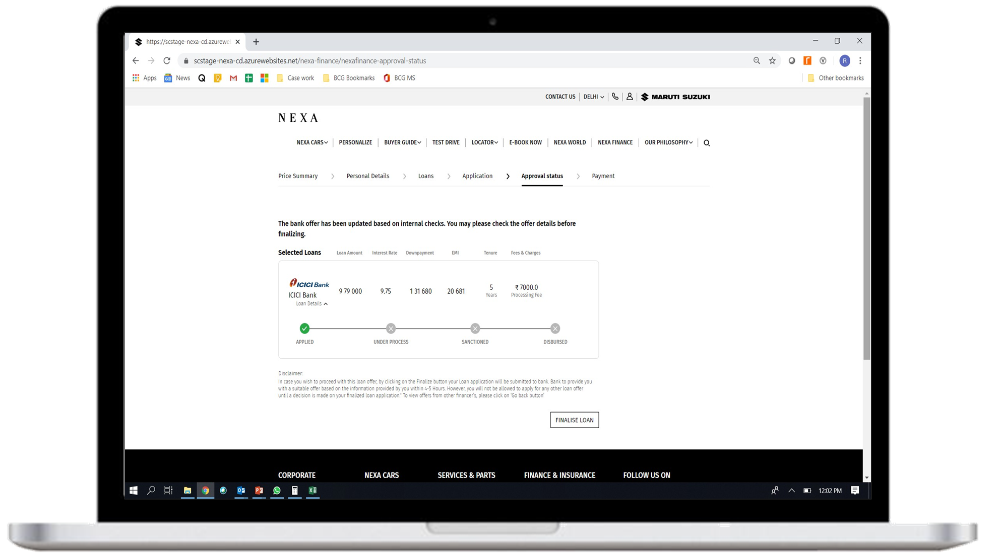 https://scstage-nexa-cd.azurewe
scstage-nexa-cd.azurewebsites.net/nexa-finance/nexafinance-approval-status
R
Apps News Case work BCG Bookmarks BCG MS Other bookmarks
CONTACT US DELHI MARUTI SUZUKI
NEXA
NEXA CARS PERSONALIZE BUYER GUIDE TEST DRIVE LOCATOR E-BOOK NOW NEXA WORLD NEXA FINANCE OUR PHILOSOPHY
Price Summary Personal Details Loans Application Approval status Payment
The bank offer has been updated based on internal checks. You may please check the offer details before
finalizing.
Selected Loans Loan Amount Interest Rate Downpayment EMI Tenure Fees & Charges
ICICI Bank
ICICI Bank 9 79 000 9.75 1 31 680 20 681 5 ₹ 7000.0
Years Processing Fee
Loan Details
APPLIED UNDER PROCESS SANCTIONED DISBURSED
Disclaimer:
In case you wish to proceed with this loan offer, by clicking on the Finalize button your Loan application will be submitted to bank. Bank to provide you
with a suitable offer based on the information provided by you within 4-5 Hours. However, you will not be allowed to apply for any other loan offer
until a decision is made on your finalized loan application." To view offers from other financer's, please click on 'Go back button'
FINALISE LOAN
CORPORATE NEXA CARS SERVICES & PARTS FINANCE & INSURANCE FOLLOW US ON
12:02 PM